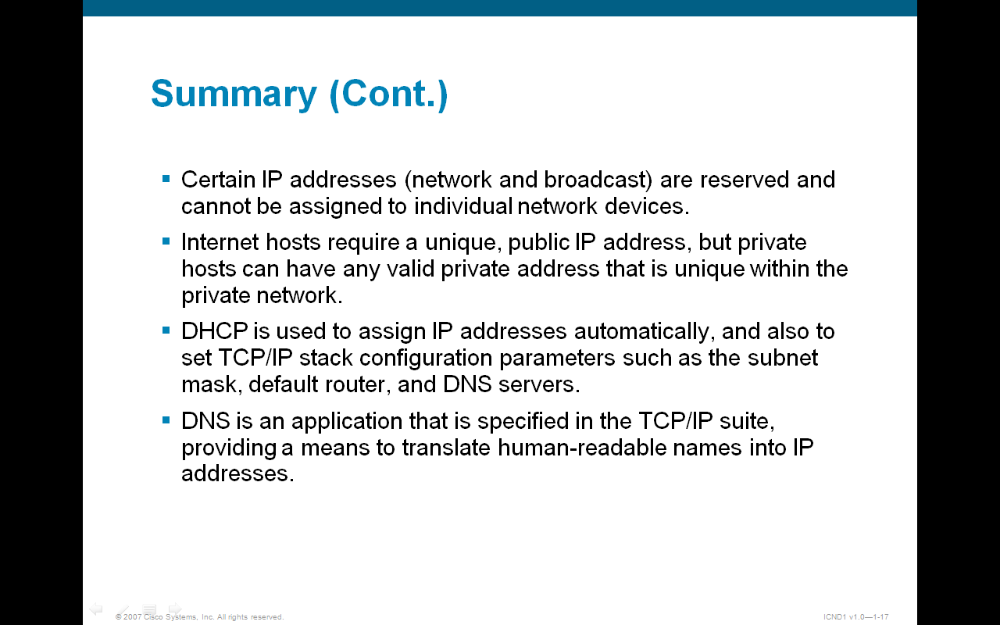 Summary (Cont.)
Certain IP addresses (network and broadcast) are reserved and
cannot be assigned to individual network devices.
Internet hosts require a unique, public IP address, but private
hosts can have any valid private address that is unique within the
private network.
DHCP is used to assign IP addresses automatically, and also to
set TCP/IP stack configuration parameters such as the subnet
mask, default router, and DNS servers.
DNS is an application that is specified in the TCP/IP suite,
providing a means to translate human-readable names into IP
addresses.
© 2007 Cisco Systems, Inc. All rights reserved.
ICND1 v1.0—1-17